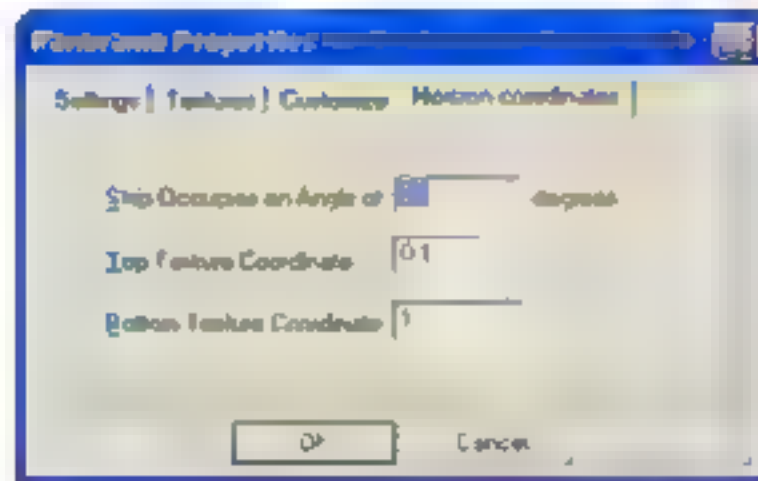 Panorama Properties
Settings Textures Customize Horizon coordinates
Strip Occupies an Angle of degrees
Top Texture Coordinate 0.1
Bottom Texture Coordinate 1
OK Cancel